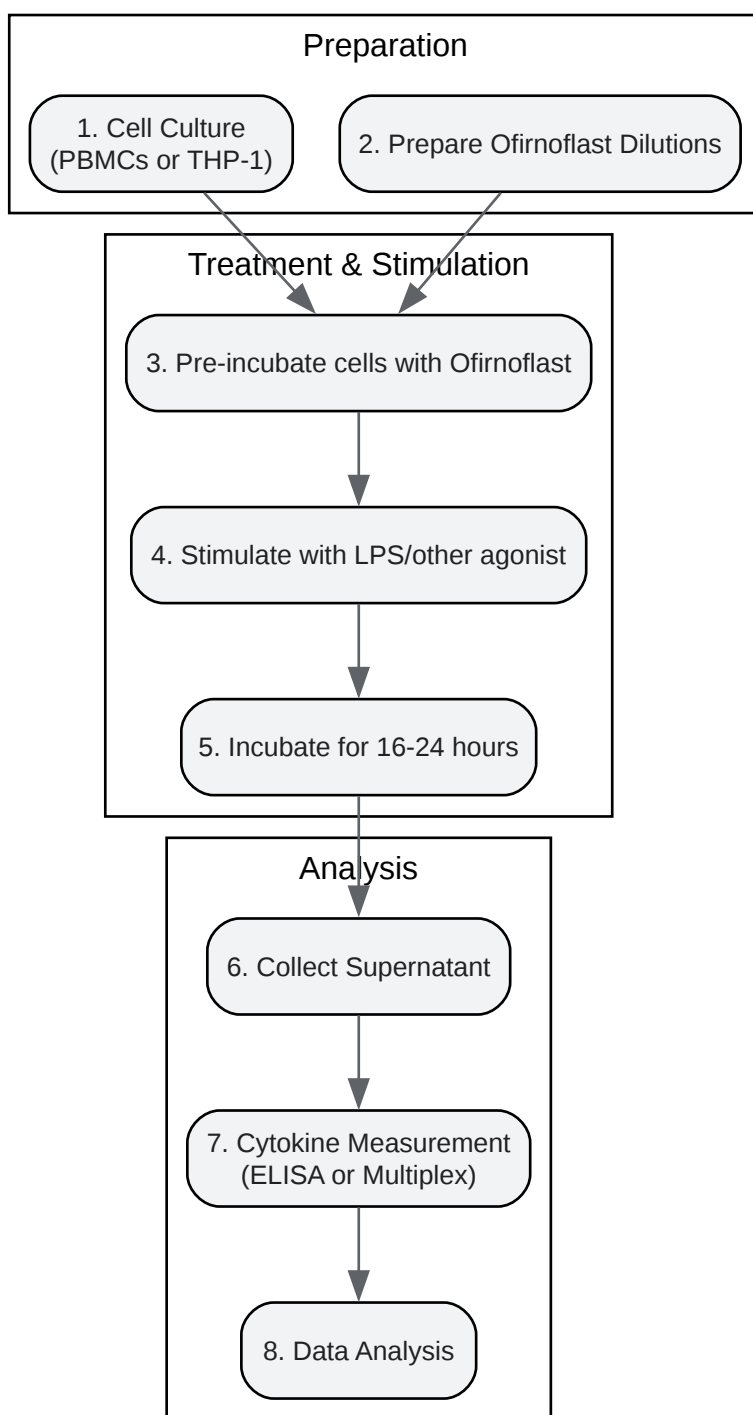 Preparation
1. Cell Culture
(PBMCs or THP-1)
2. Prepare Ofirnoflast Dilutions
Treatment & Stimulation
3. Pre-incubate cells with Ofirnoflast
4. Stimulate with LPS/other agonist
5. Incubate for 16-24 hours
Analysis
6. Collect Supernatant
7. Cytokine Measurement
(ELISA or Multiplex)
8. Data Analysis